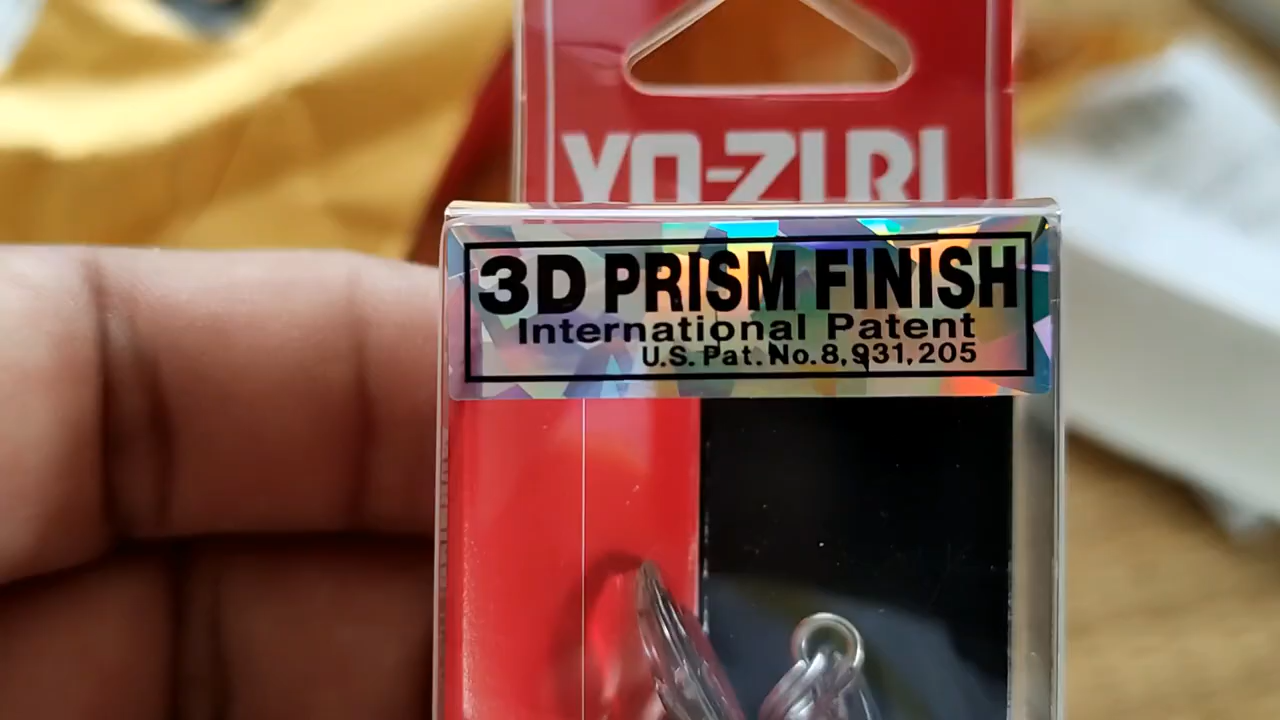 YO-ZURI
3D PRISM FINISH
International Patent
U.S. Pat. No. 8,931,205